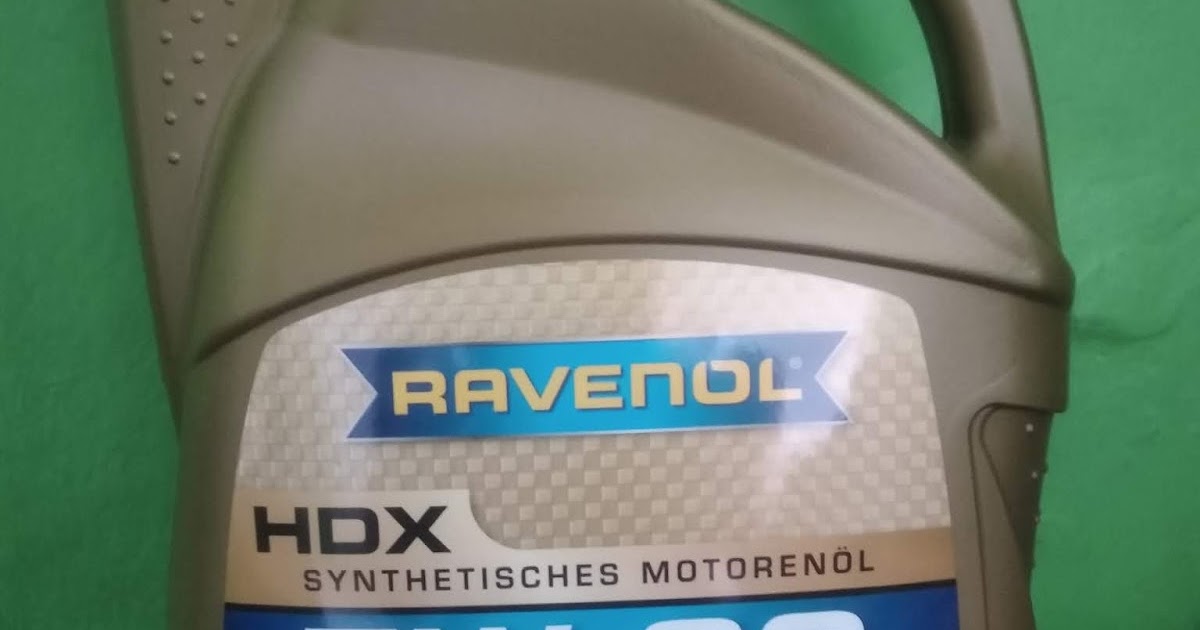 RAVENOL®
HDX
SYNTHETISCHES MOTORENÖL